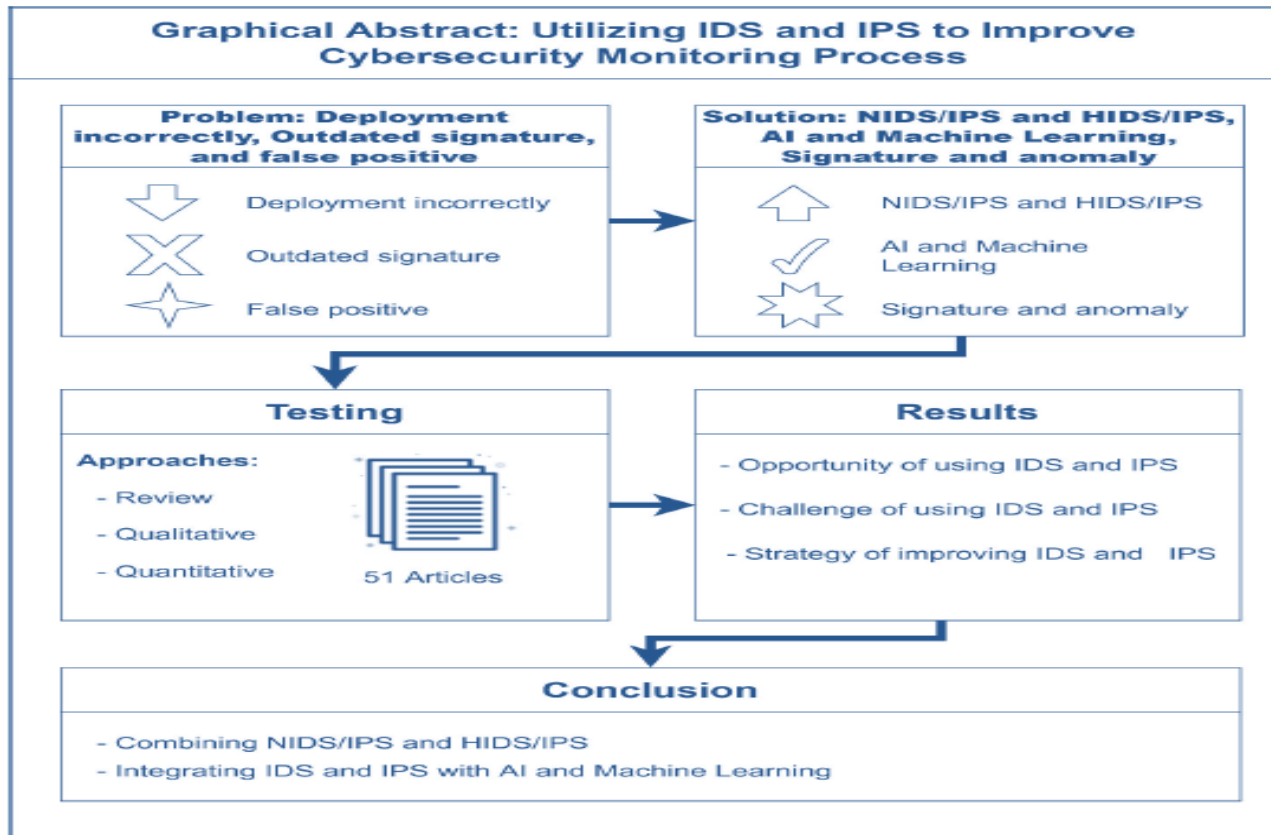 Graphical Abstract: Utilizing IDS and IPS to Improve
Cybersecurity Monitoring Process
Problem: Deployment
incorrectly, Outdated signature,
and false positive
Deployment incorrectly
Outdated signature
False positive
Solution: NIDS/IPS and HIDS/IPS,
AI and Machine Learning,
Signature and anomaly
NIDS/IPS and HIDS/IPS
AI and Machine
Learning
Signature and anomaly
Testing
Approaches:
- Review
- Qualitative
- Quantitative
51 Articles
Results
- Opportunity of using IDS and IPS
- Challenge of using IDS and IPS
- Strategy of improving IDS and IPS
Conclusion
- Combining NIDS/IPS and HIDS/IPS
- Integrating IDS and IPS with AI and Machine Learning